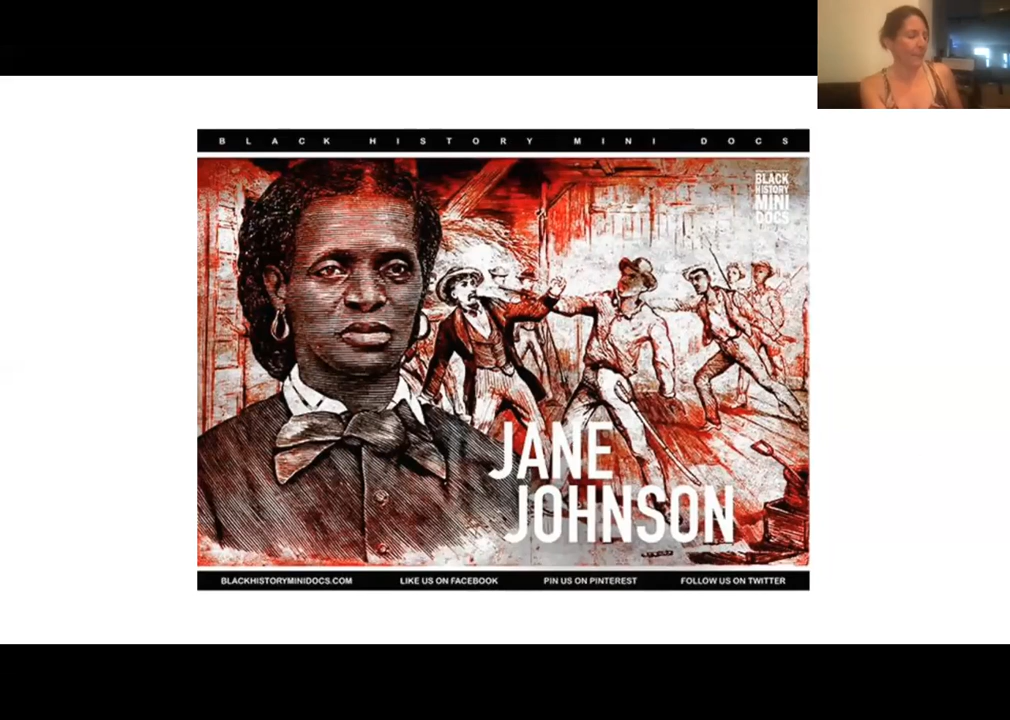 BLACK HISTORY MINI DOCS
BLACK
HISTORY
MINI
DOCS
JANE
JOHNSON
BLACKHISTORYMINIDOCS.COM LIKE US ON FACEBOOK PIN US ON PINTEREST FOLLOW US ON TWITTER